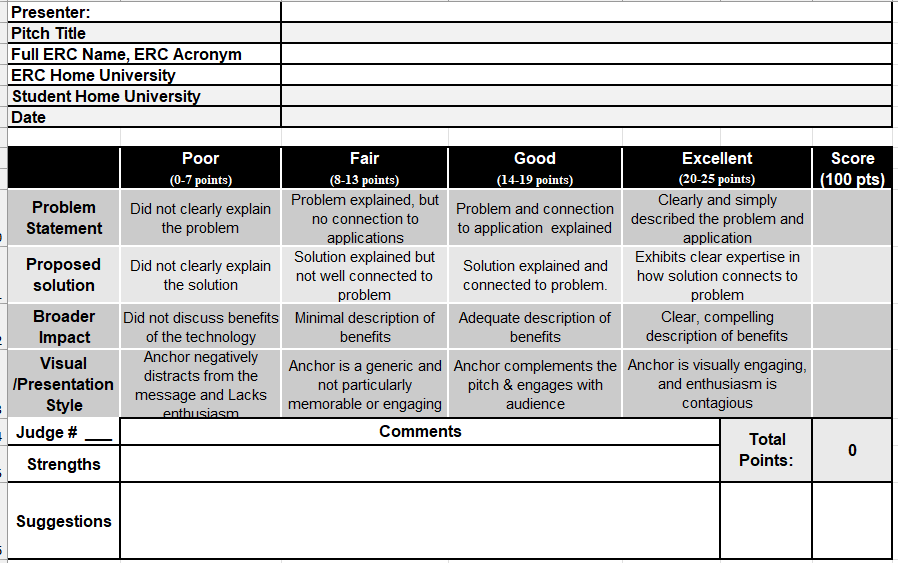 Presenter:
Pitch Title
Full ERC Name, ERC Acronym
ERC Home University
Student Home University
Date
Poor Fair Good Excellent Score
(0-7 points) (8-13 points) (14-19 points) (20-25 points) (100 pts)
Problem
Statement
Did not clearly explain
the problem
Problem explained, but
no connection to
applications
Problem and connection
to application explained
Clearly and simply
described the problem and
application
Proposed
solution
Did not clearly explain
the solution
Solution explained but
not well connected to
problem
Solution explained and
connected to problem.
Exhibits clear expertise in
how solution connects to
problem
Broader
Impact
Did not discuss benefits
of the technology
Minimal description of
benefits
Adequate description of
benefits
Clear, compelling
description of benefits
Visual
/Presentation
Style
Anchor negatively
distracts from the
message and Lacks
enthusiasm
Anchor is a generic and
not particularly
memorable or engaging
Anchor complements the
pitch & engages with
audience
Anchor is visually engaging,
and enthusiasm is
contagious
Judge # ___
Comments
Total
Points:
0
Strengths
Suggestions